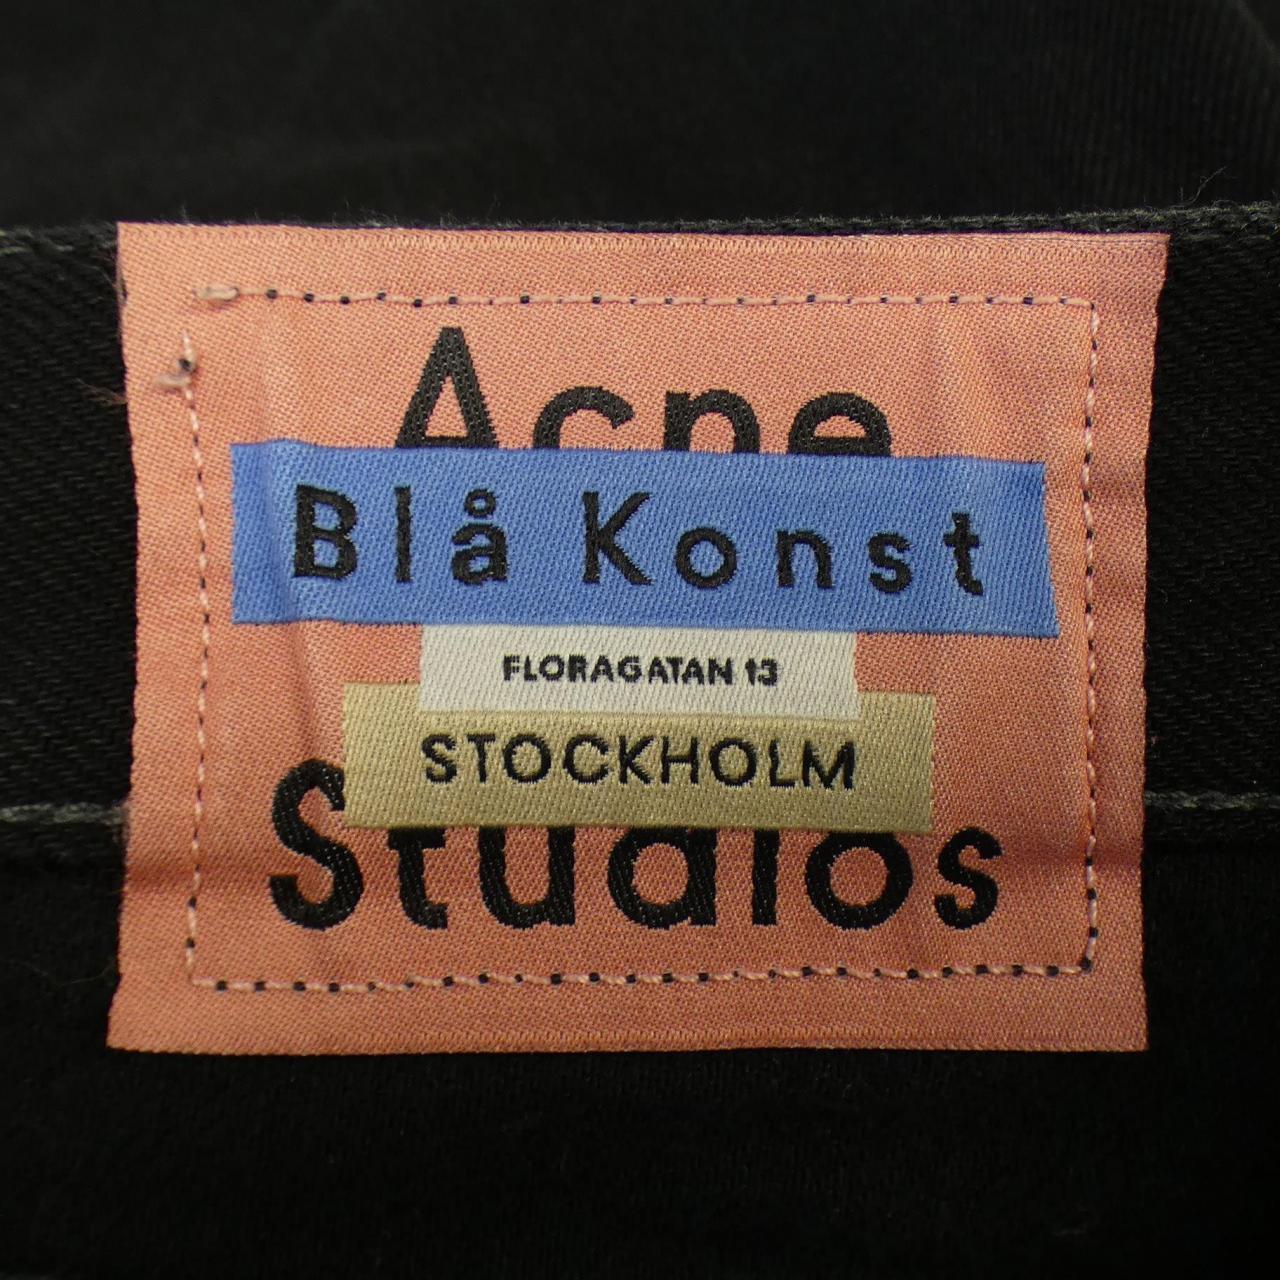 Acne
Blå Konst
FLORAGATAN 13
STOCKHOLM
Studios